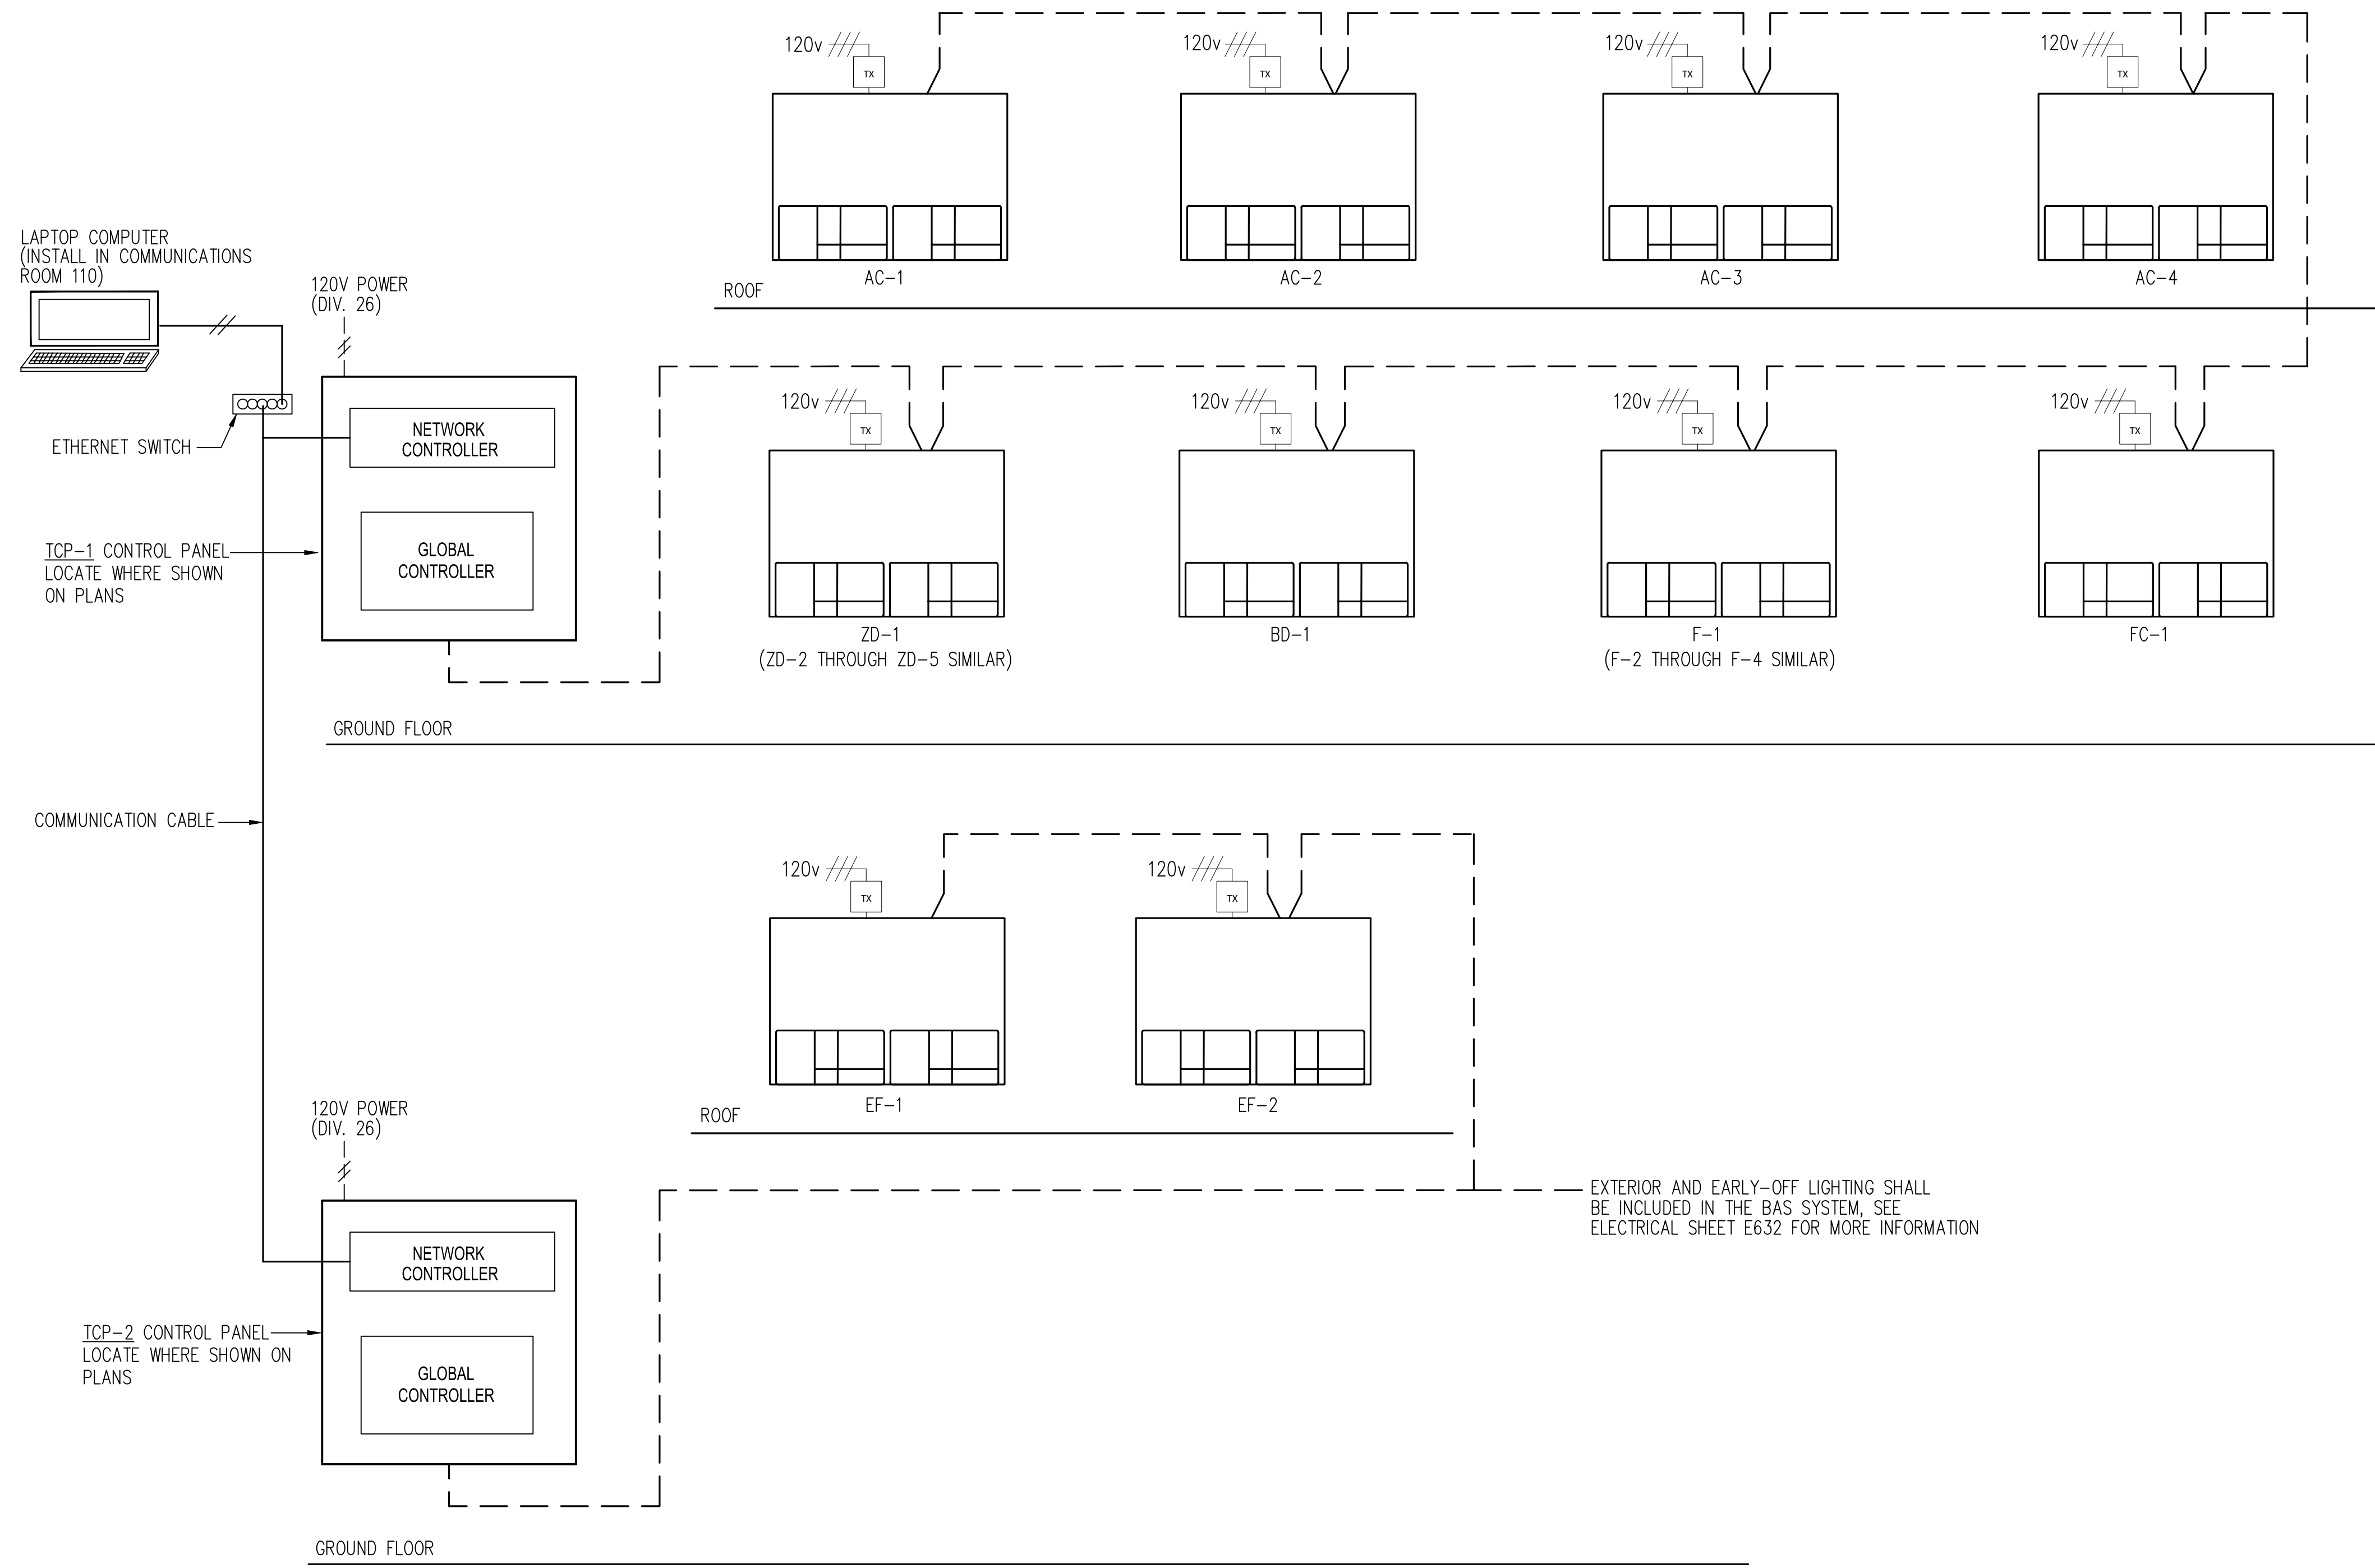 120v
TX
120v
TX
120v
TX
120v
TX
AC-1
AC-2
AC-3
AC-4
ROOF
LAPTOP COMPUTER
(INSTALL IN COMMUNICATIONS
ROOM 110)
120V POWER
(DIV. 26)
ETHERNET SWITCH
NETWORK
CONTROLLER
GLOBAL
CONTROLLER
TCP-1 CONTROL PANEL
LOCATE WHERE SHOWN
ON PLANS
120v
TX
120v
TX
120v
TX
120v
TX
ZD-1
(ZD-2 THROUGH ZD-5 SIMILAR)
BD-1
F-1
(F-2 THROUGH F-4 SIMILAR)
FC-1
GROUND FLOOR
COMMUNICATION CABLE
120v
TX
120v
TX
EF-1
EF-2
ROOF
120V POWER
(DIV. 26)
EXTERIOR AND EARLY-OFF LIGHTING SHALL
BE INCLUDED IN THE BAS SYSTEM, SEE
ELECTRICAL SHEET E632 FOR MORE INFORMATION
NETWORK
CONTROLLER
GLOBAL
CONTROLLER
TCP-2 CONTROL PANEL
LOCATE WHERE SHOWN ON
PLANS
GROUND FLOOR